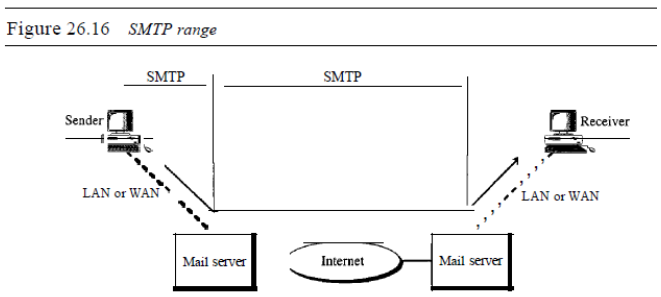 Figure 26.16 SMTP range
SMTP SMTP
Sender
Receiver
LAN or WAN
LAN or WAN
Mail server
Internet
Mail server